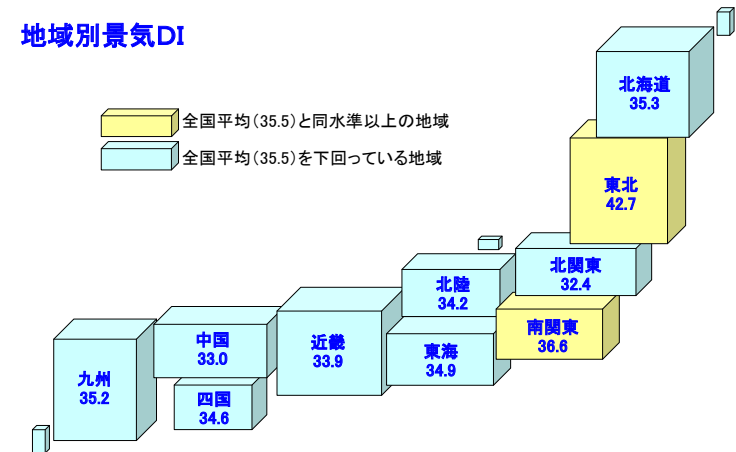 地域別景気DI
全国平均(35.5)と同水準以上の地域
全国平均(35.5)を下回っている地域
北海道
35.3
東北
42.7
北関東
32.4
北陸
34.2
南関東
36.6
東海
34.9
近畿
33.9
中国
33.0
四国
34.6
九州
35.2